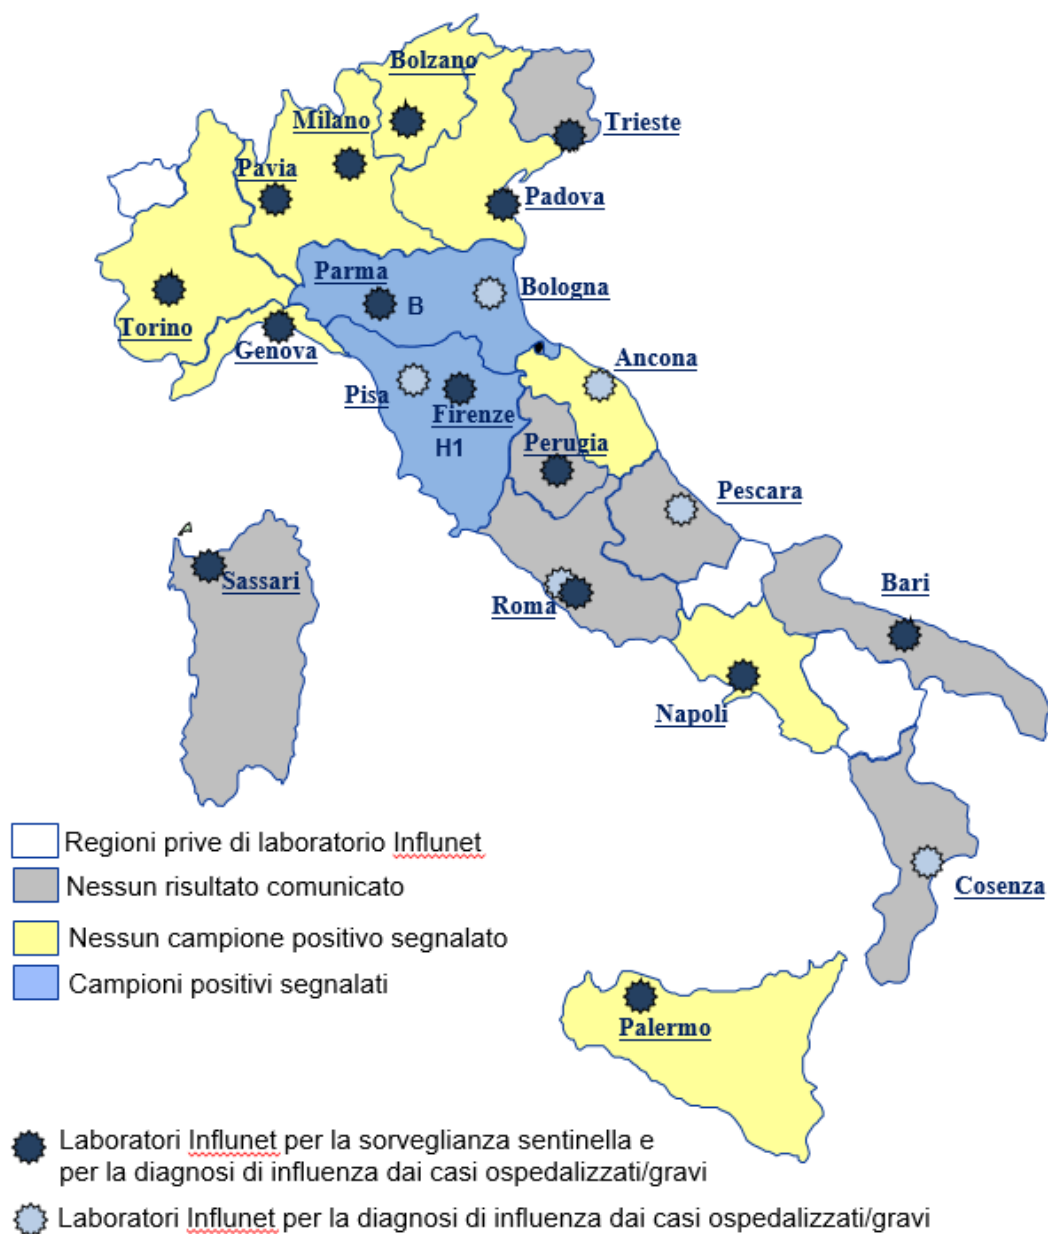 Bolzano
Milano
Trieste
Pavia
Padova
Parma
B
Bologna
Torino
Genova
Ancona
Pisa
Firenze
H1
Perugia
Pescara
Sassari
Roma
Bari
Napoli
Regioni prive di laboratorio Influnet
Nessun risultato comunicato
Cosenza
Nessun campione positivo segnalato
Campioni positivi segnalati
Palermo
Laboratori Influnet per la sorveglianza sentinella e
per la diagnosi di influenza dai casi ospedalizzati/gravi
Laboratori Influnet per la diagnosi di influenza dai casi ospedalizzati/gravi